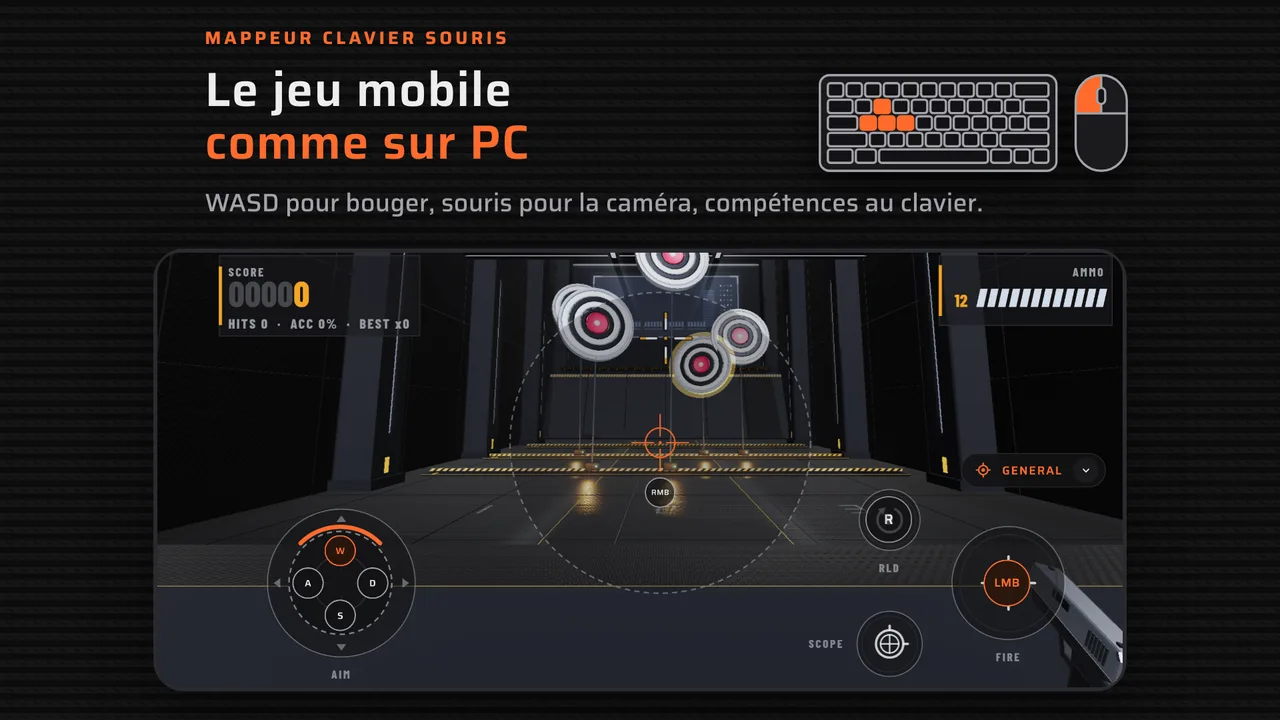 MAPPEUR CLAVIER SOURIS
Le jeu mobile
comme sur PC
WASD pour bouger, souris pour la caméra, compétences au clavier.
SCORE
00000
HITS 0 · ACC 0% · BEST x0
AMMO
12
GENERAL
RMB
R
RLD
W
A
D
S
AIM
LMB
FIRE
SCOPE